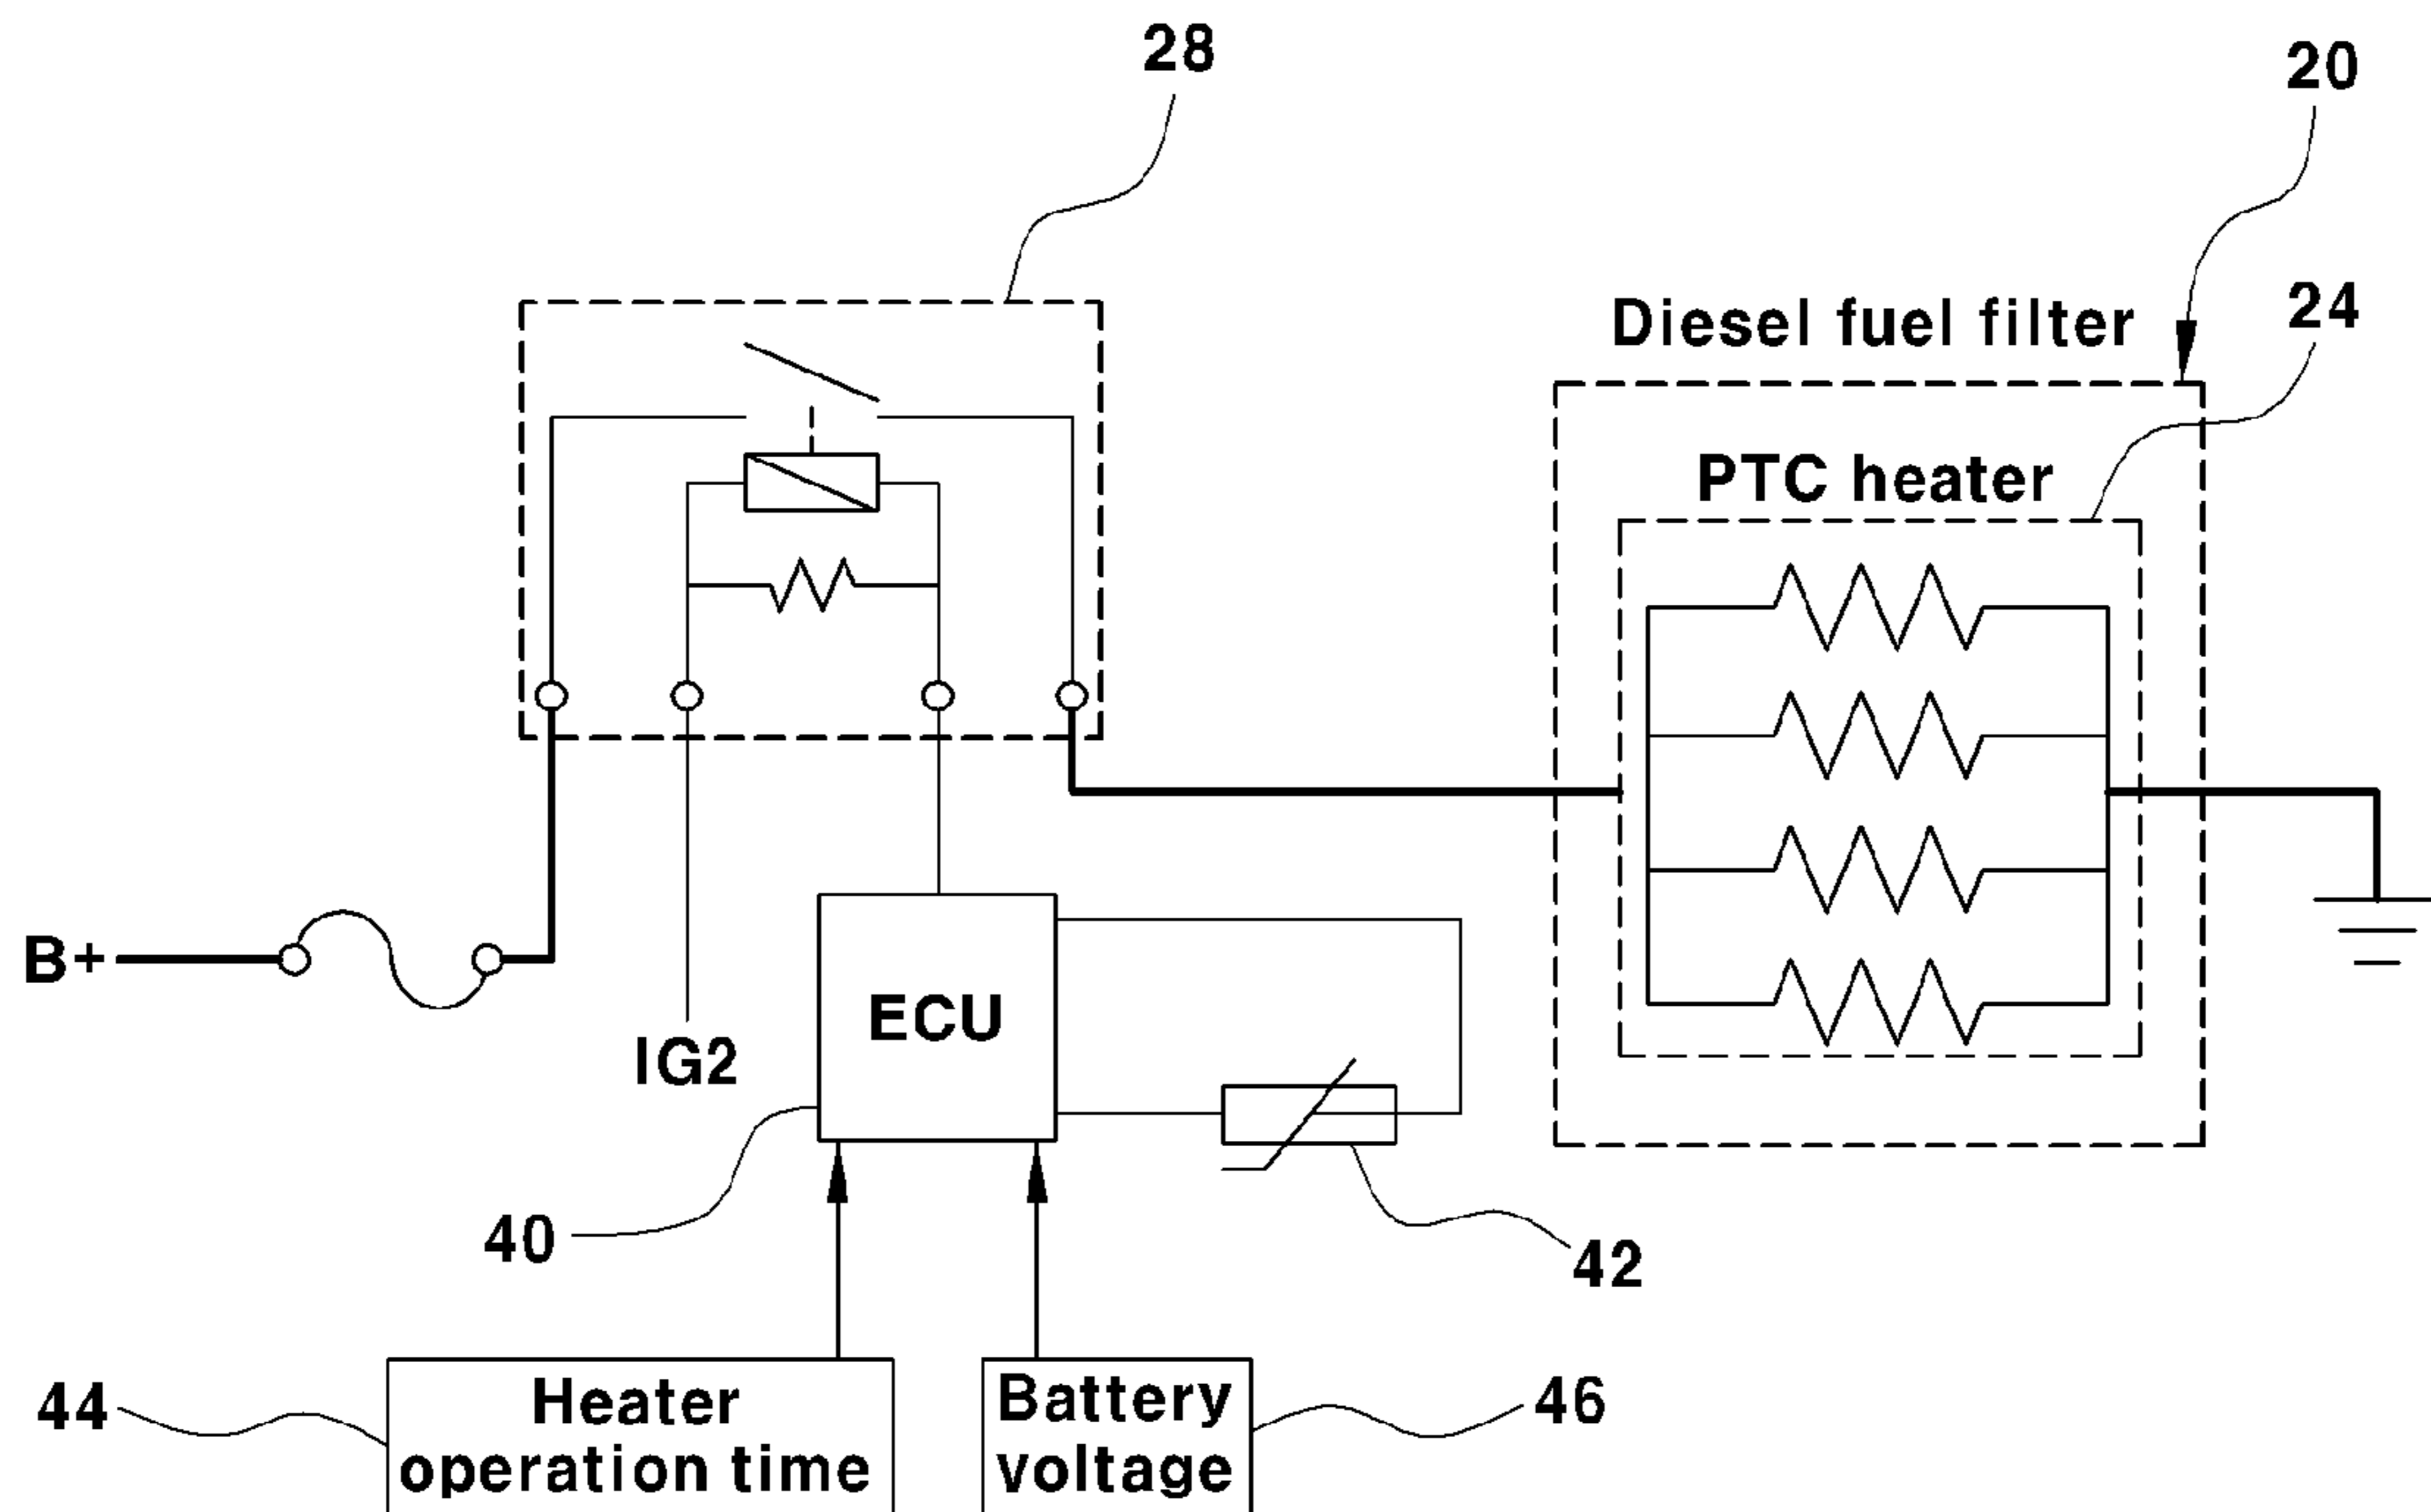 28
20
24
Diesel fuel filter
PTC heater
B+
IG2
ECU
40
42
44
Heater
operation time
Battery
voltage
46